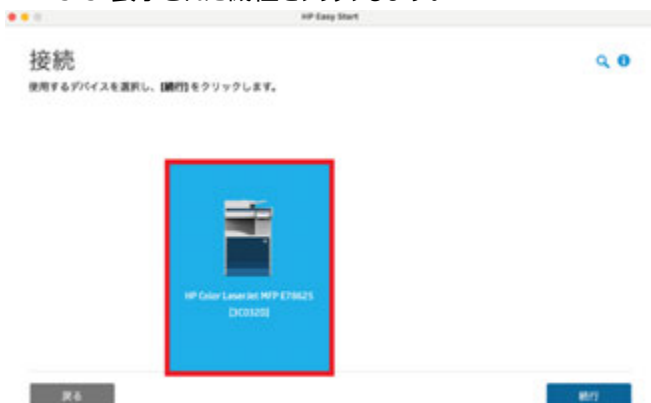 HP Easy Start
接続
使用するデバイスを選択し、[続行]をクリックします。
HP Color LaserJet MFP E78625
[3C0320]
戻る
続行